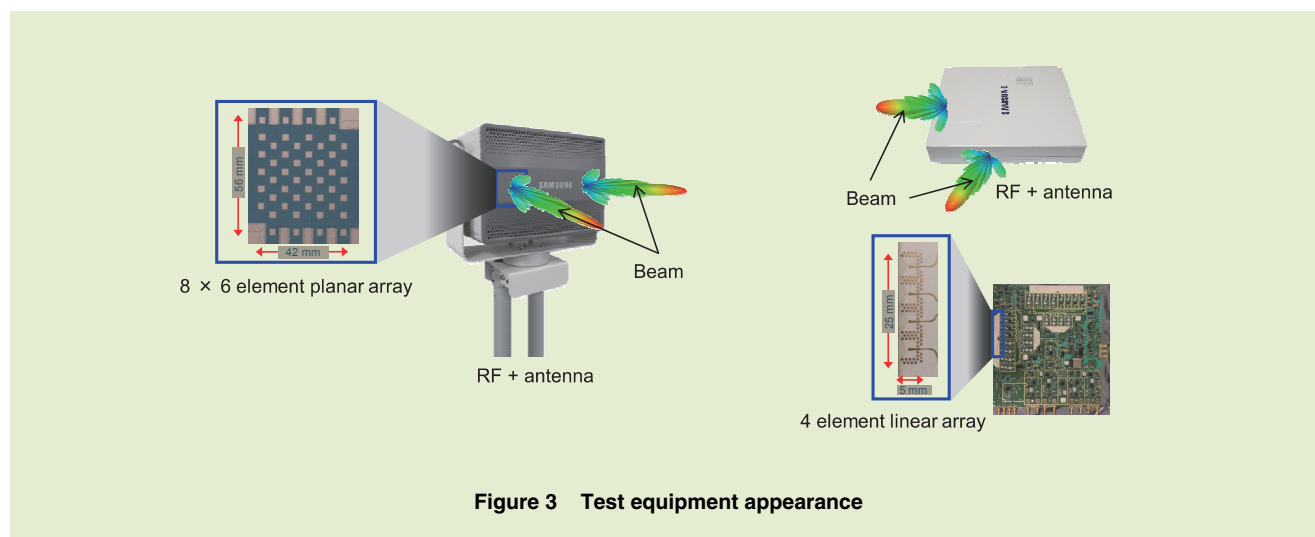 56 mm
42 mm
8 × 6 element planar array
SAMSUNG
Beam
RF + antenna
SAMSUNG
Beam
RF + antenna
25 mm
5 mm
4 element linear array
Figure 3 Test equipment appearance